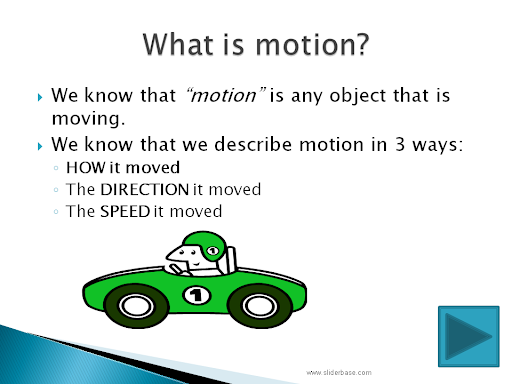 What is motion?
We know that “motion” is any object that is
moving.
We know that we describe motion in 3 ways:
HOW it moved
The DIRECTION it moved
The SPEED it moved
1
1
www.sliderbase.com